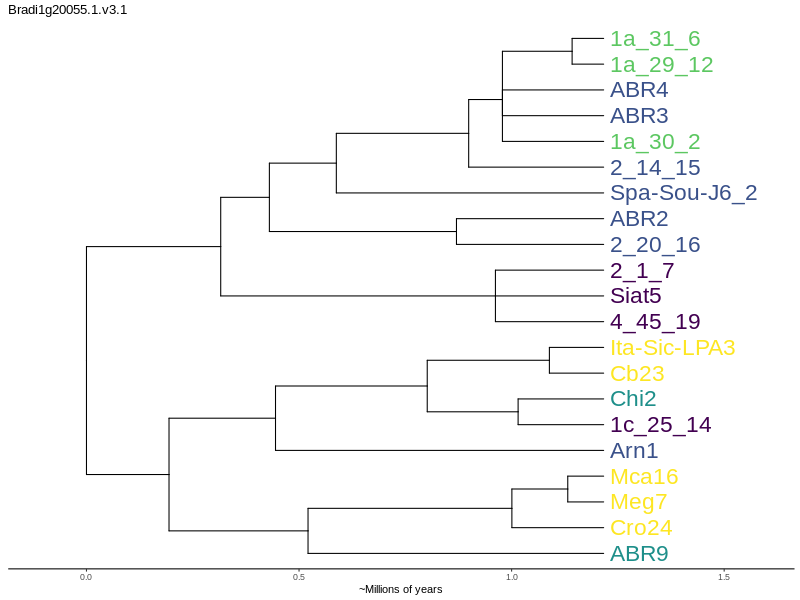 Bradi1g20055.1.v3.1
1a_31_6
1a_29_12
ABR4
ABR3
1a_30_2
2_14_15
Spa-Sou-J6_2
ABR2
2_20_16
2_1_7
Siat5
4_45_19
Ita-Sic-LPA3
Cb23
Chi2
1c_25_14
Arn1
Mca16
Meg7
Cro24
ABR9
0.0 0.5 1.0 1.5
~Millions of years